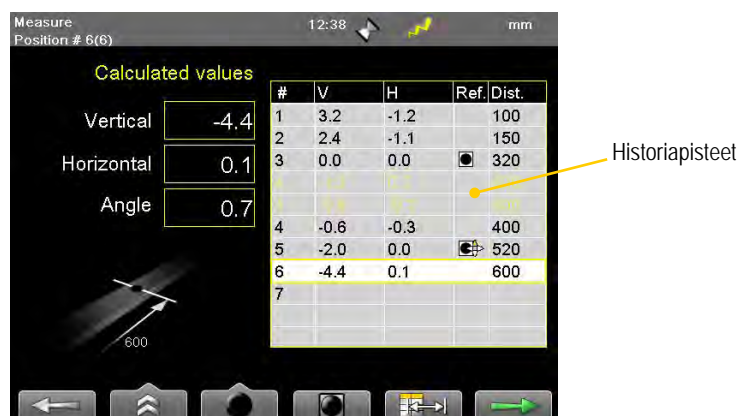 Measure 12:38 mm
Position # 6(6)
Calculated values
Vertical -4.4
Horizontal 0.1
Angle 0.7
600
# V H Ref. Dist.
1 3.2 -1.2 100
2 2.4 -1.1 150
3 0.0 0.0 320
4 -0.6 -0.3 400
5 -2.0 0.0 520
6 -4.4 0.1 600
7
Historiapisteet